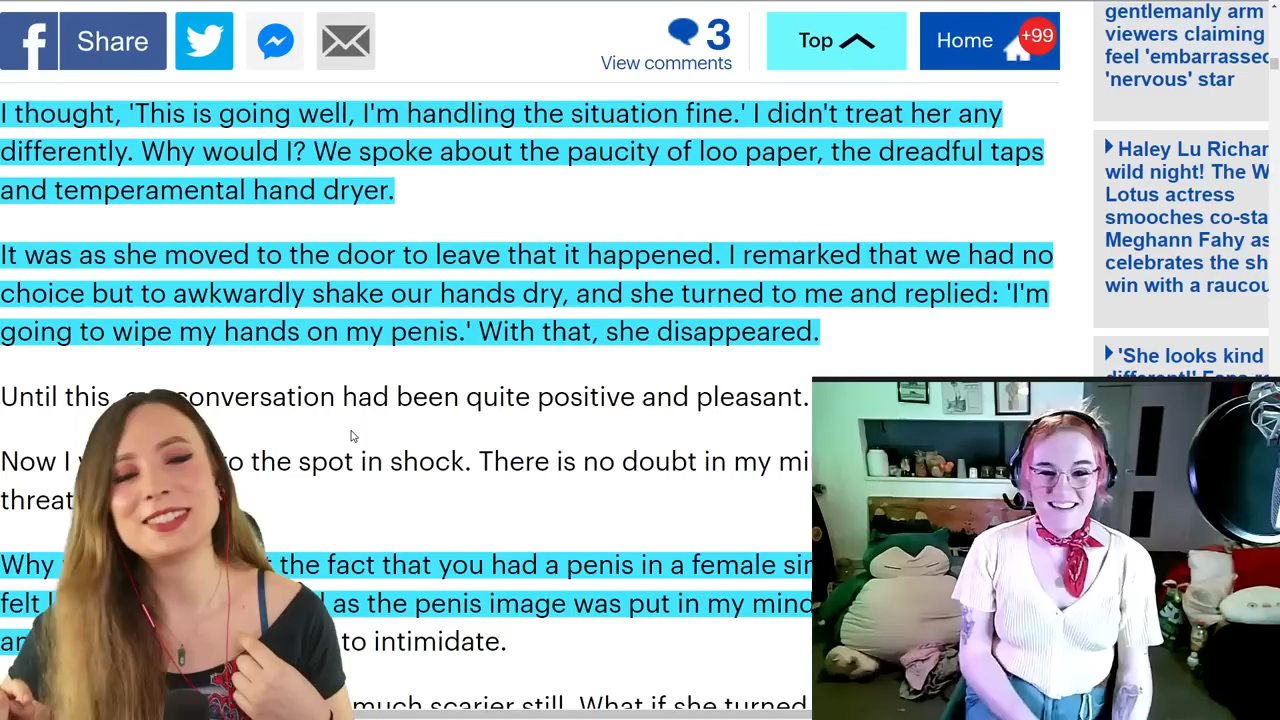 Share
3
View comments
Top
Home
+99
I thought, 'This is going well, I'm handling the situation fine.' I didn't treat her any
differently. Why would I? We spoke about the paucity of loo paper, the dreadful taps
and temperamental hand dryer.
It was as she moved to the door to leave that it happened. I remarked that we had no
choice but to awkwardly shake our hands dry, and she turned to me and replied: 'I'm
going to wipe my hands on my penis.' With that, she disappeared.
Until this, conversation had been quite positive and pleasant.
Now I to the spot in shock. There is no doubt in my
threat
Why the fact that you had a penis in a female
felt as the penis image was put in my
to intimidate.
much scarier still. What if she turned
gentlemanly arm
viewers claiming
feel 'embarrassed
'nervous' star
Haley Lu
wild night! The
Lotus actress
smooches
Meghann Fahy as
celebrates the
win with a
'She looks kind